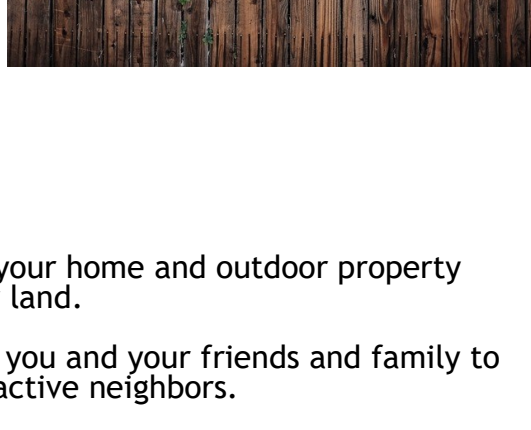 your home and outdoor property
land.
you and your friends and family to
active neighbors.